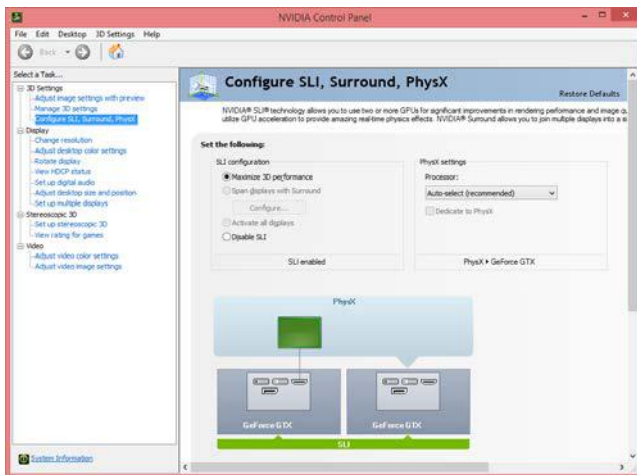 NVIDIA Control Panel
File Edit Desktop 3D Settings Help
Back
Select a Task...
3D Settings
Adjust image settings with preview
Manage 3D settings
Configure SLI, Surround, PhysX
Display
Change resolution
Adjust desktop color settings
Rotate display
View HDCP status
Set up digital audio
Adjust desktop size and position
Set up multiple displays
Stereoscopic 3D
Set up stereoscopic 3D
View rating for games
Video
Adjust video color settings
Adjust video image settings
System Information
Configure SLI, Surround, PhysX
Restore Defaults
NVIDIA® SLI® technology allows you to use two or more GPUs for significant improvements in rendering performance and image
utilize GPU acceleration to provide amazing real-time physics effects. NVIDIA® Surround allows you to join multiple displays into a
Set the following:
SLI configuration
Maximize 3D performance
Span displays with Surround
Configure...
Activate all displays
Disable SLI
SLI enabled
PhysX settings
Processor:
Auto-select (recommended)
Dedicate to PhysX
PhysX ▸ GeForce GTX
PhysX
GeForce GTX GeForce GTX
SLI